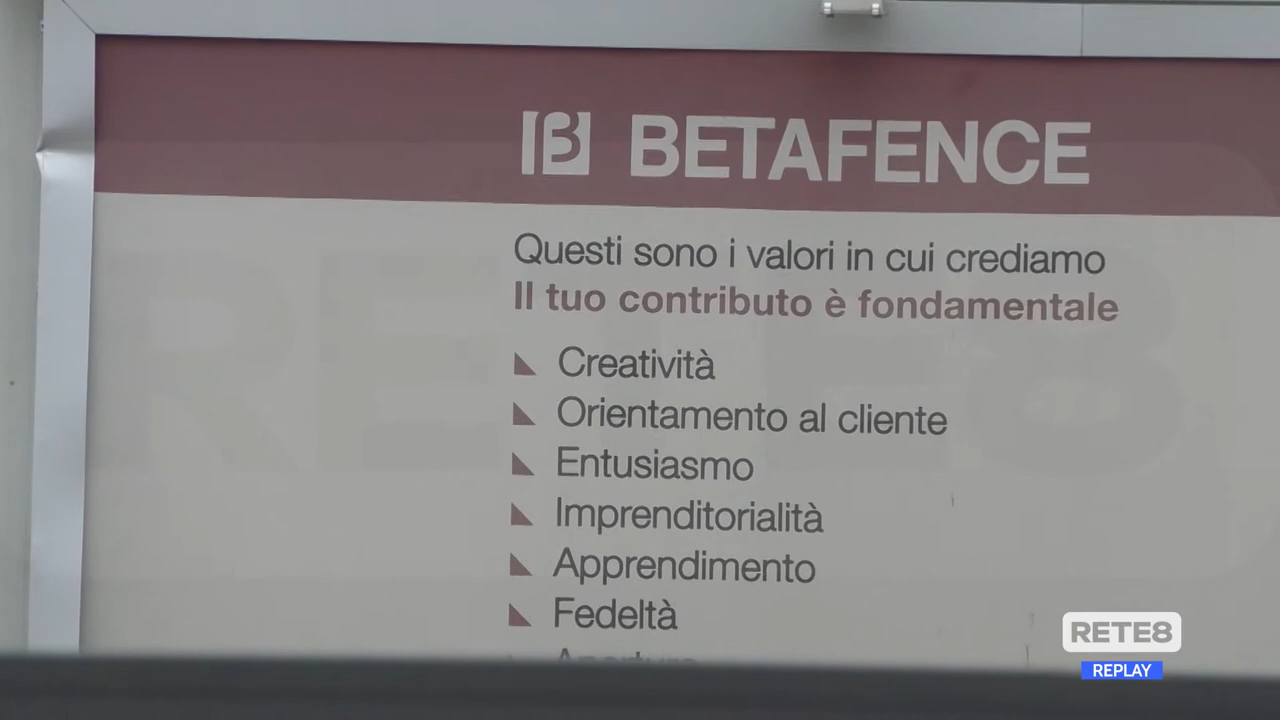 BETAFENCE
Questi sono i valori in cui crediamo
Il tuo contributo è fondamentale
Creatività
Orientamento al cliente
Entusiasmo
Imprenditorialità
Apprendimento
Fedeltà
RETE8
REPLAY